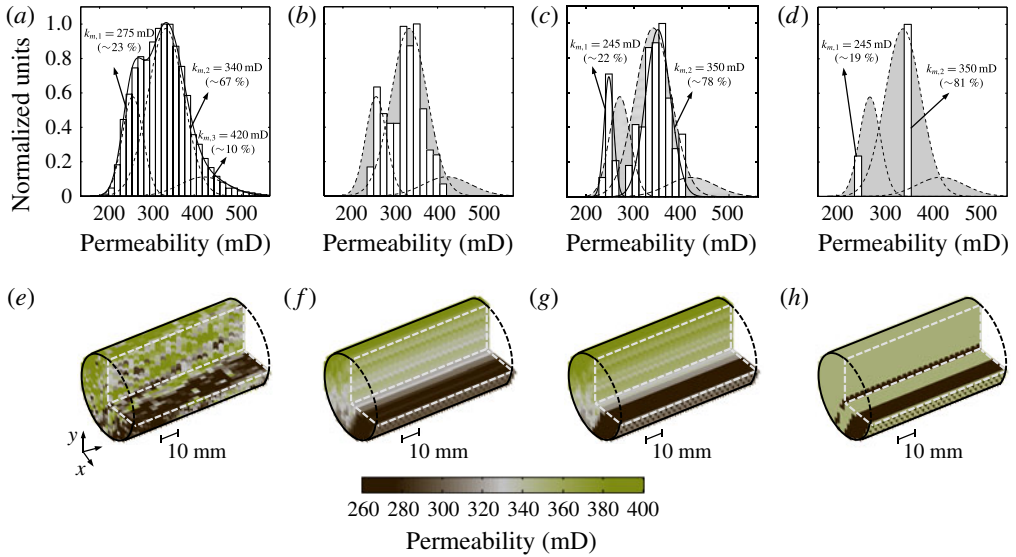 (a)
(b)
(c)
(d)
Normalized units
1.0
0.8
0.6
0.4
0.2
0
k_{m,1} = 275 mD
(~23 %)
k_{m,2} = 340 mD
(~67 %)
k_{m,3} = 420 mD
(~10 %)
k_{m,1} = 245 mD
(~22 %)
k_{m,2} = 350 mD
(~78 %)
k_{m,1} = 245 mD
(~19 %)
k_{m,2} = 350 mD
(~81 %)
200 300 400 500
200 300 400 500
200 300 400 500
200 300 400 500
Permeability (mD)
Permeability (mD)
Permeability (mD)
Permeability (mD)
(e)
(f)
(g)
(h)
y
x
10 mm
10 mm
10 mm
10 mm
260 280 300 320 340 360 380 400
Permeability (mD)